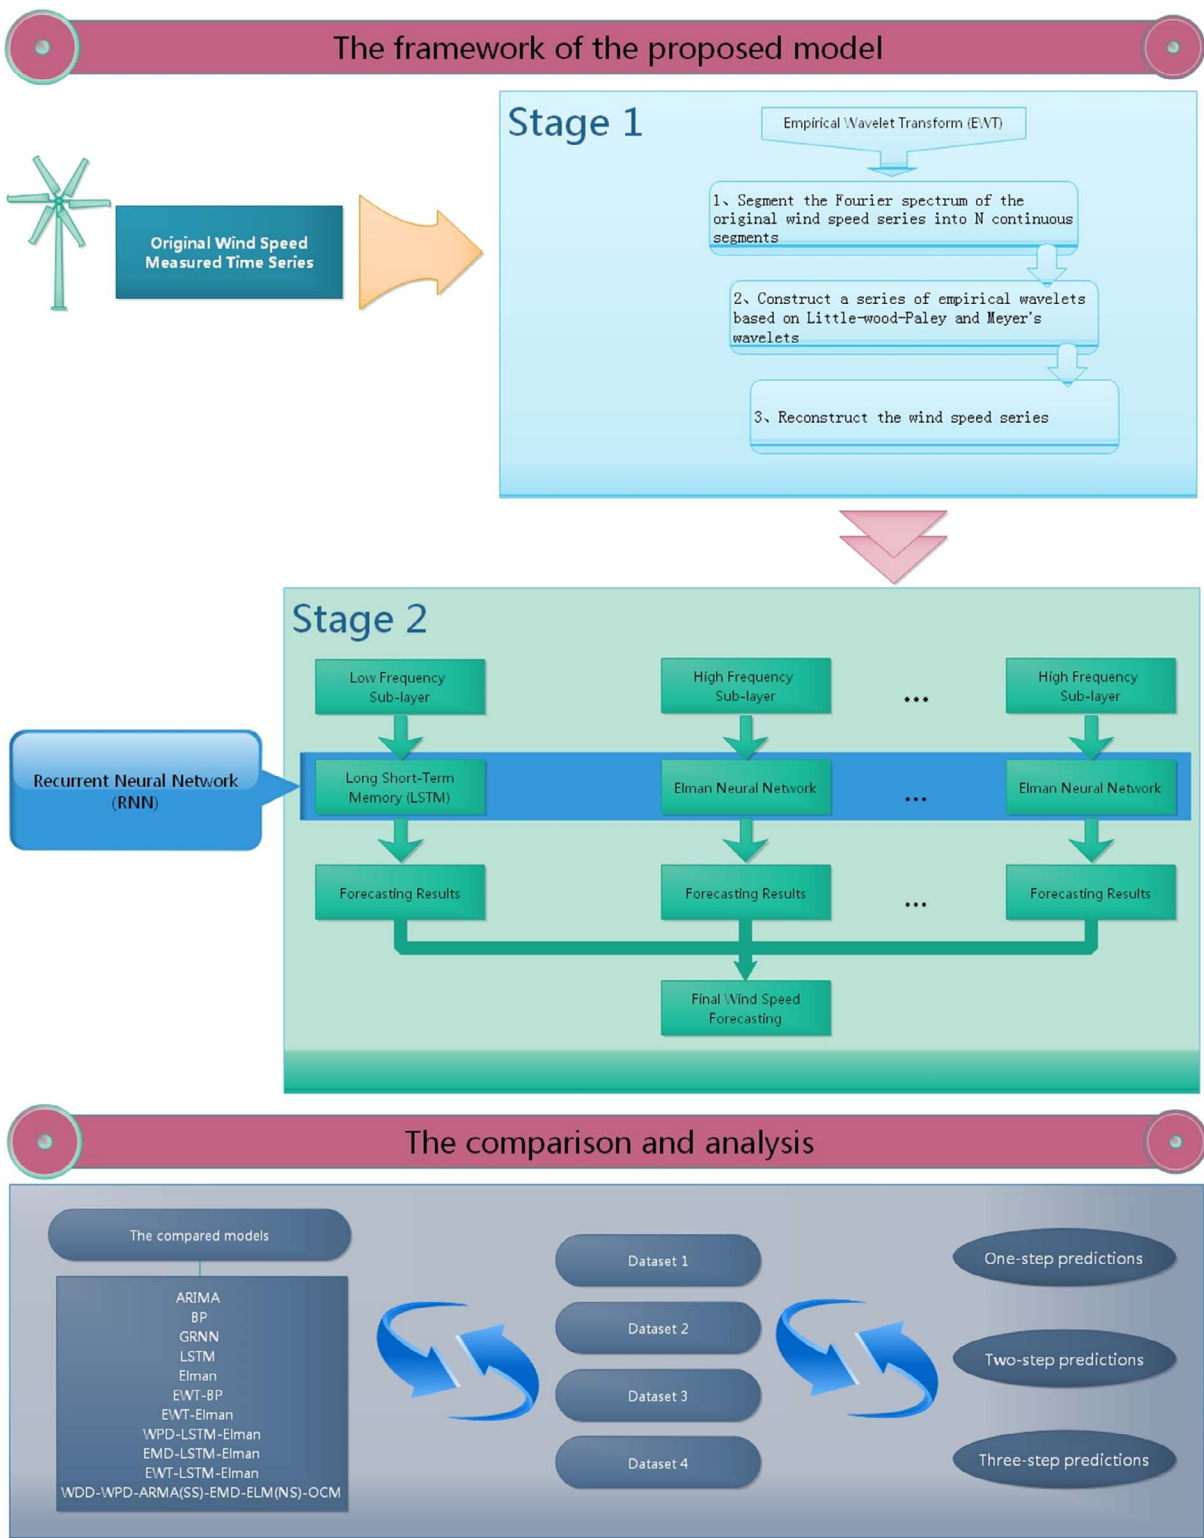 The framework of the proposed model
Stage 1
Empirical Wavelet Transform (EWT)
1、Segment the Fourier spectrum of the
original wind speed series into N continuous
segments
Original Wind Speed
Measured Time Series
2、Construct a series of empirical wavelets
based on Little-wood-Paley and Meyer's
wavelets
3、Reconstruct the wind speed series
Stage 2
Low Frequency
Sub-layer
High Frequency
Sub-layer
...
High Frequency
Sub-layer
Recurrent Neural Network
(RNN)
Long Short-Term
Memory (LSTM)
Elman Neural Network
...
Elman Neural Network
Forecasting Results
Forecasting Results
...
Forecasting Results
Final Wind Speed
Forecasting
The comparison and analysis
The compared models
ARIMA
BP
GRNN
LSTM
Elman
EWT-BP
EWT-Elman
WPD-LSTM-Elman
EMD-LSTM-Elman
EWT-LSTM-Elman
WDD-WPD-ARMA(SS)-EMD-ELM(NS)-OCM
Dataset 1
Dataset 2
Dataset 3
Dataset 4
One-step predictions
Two-step predictions
Three-step predictions